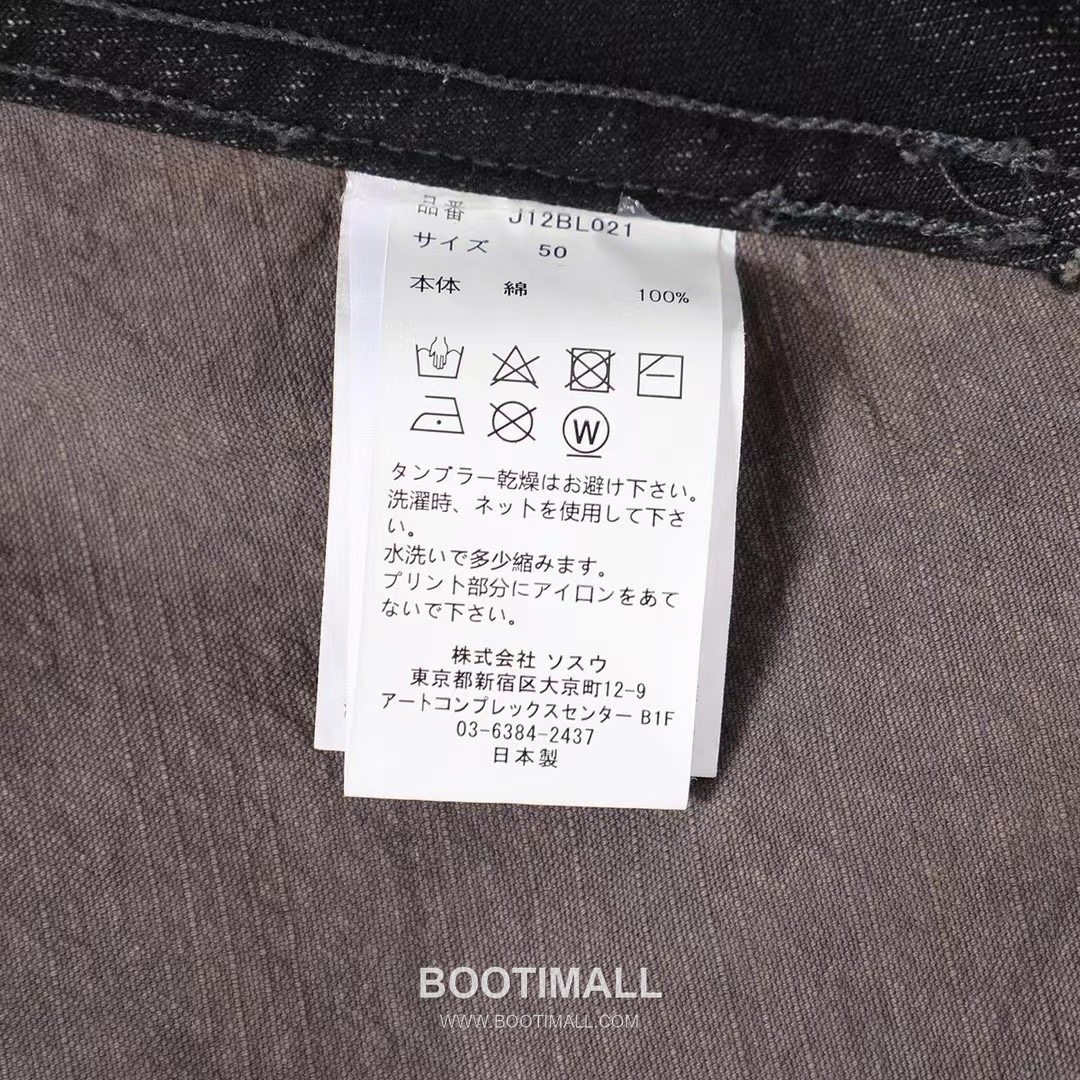 品番 J12BL021
サイズ 50
本体 綿 100%
W
タンブラー乾燥はお避け下さい。
洗濯時、ネットを使用して下さ
い。
水洗いで多少縮みます。
プリント部分にアイロンをあて
ないで下さい。
株式会社 ソスウ
東京都新宿区大京町12-9
アートコンプレックスセンター B1F
03-6384-2437
日本製
BOOTIMALL
WWW.BOOTIMALL.COM